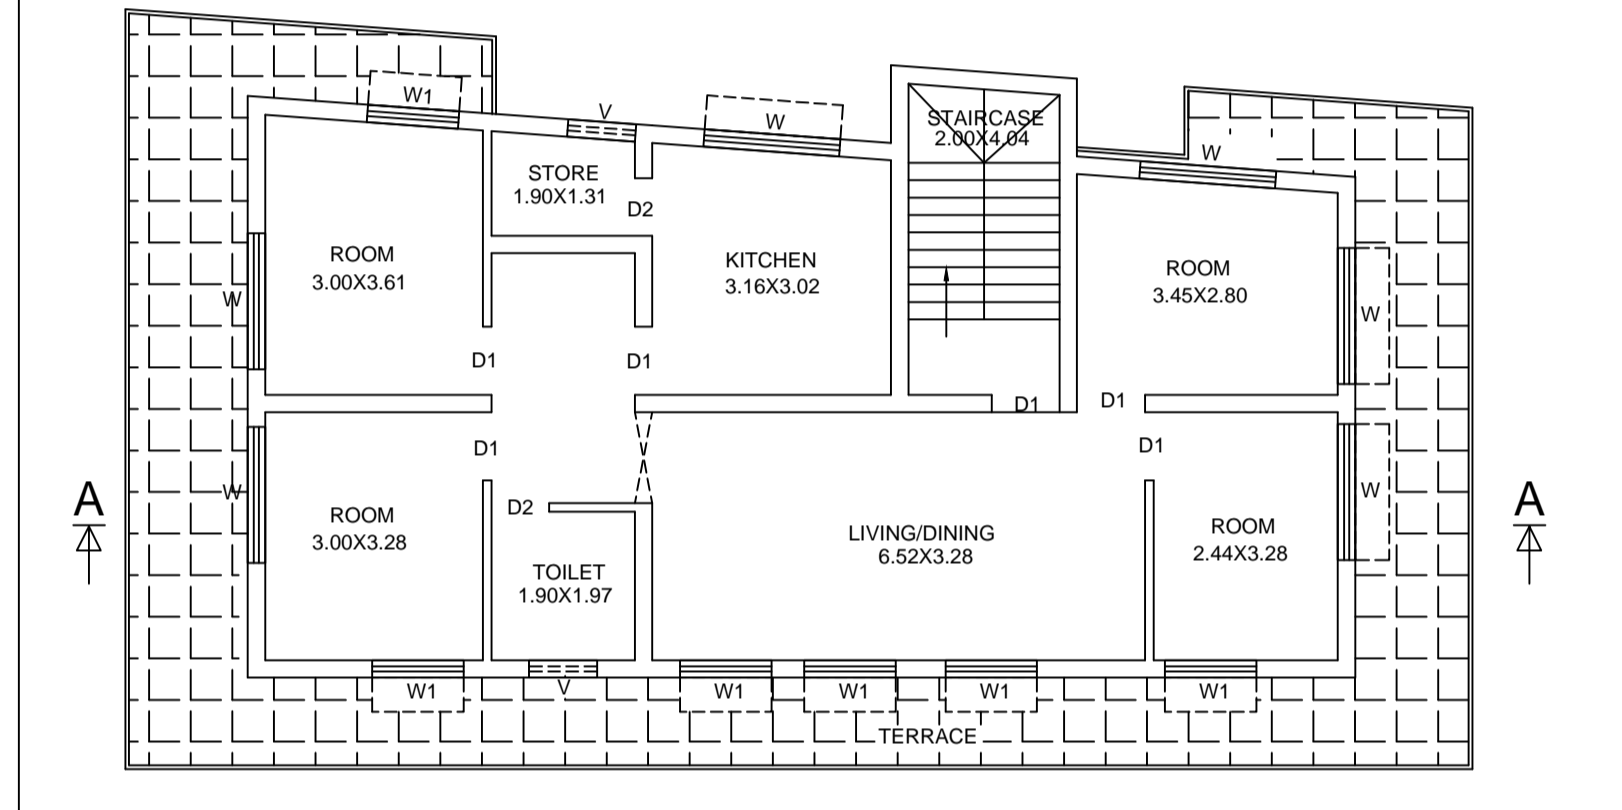 W1
V
W
STAIRCASE
2.00X4.04
W
STORE
1.90X1.31
D2
ROOM
3.00X3.61
KITCHEN
3.16X3.02
ROOM
3.45X2.80
W
W
D1
D1
D1
D1
D1
D1
W
W
A
A
D2
ROOM
3.00X3.28
LIVING/DINING
6.52X3.28
ROOM
2.44X3.28
TOILET
1.90X1.97
W1
V
W1
W1
W1
W1
TERRACE